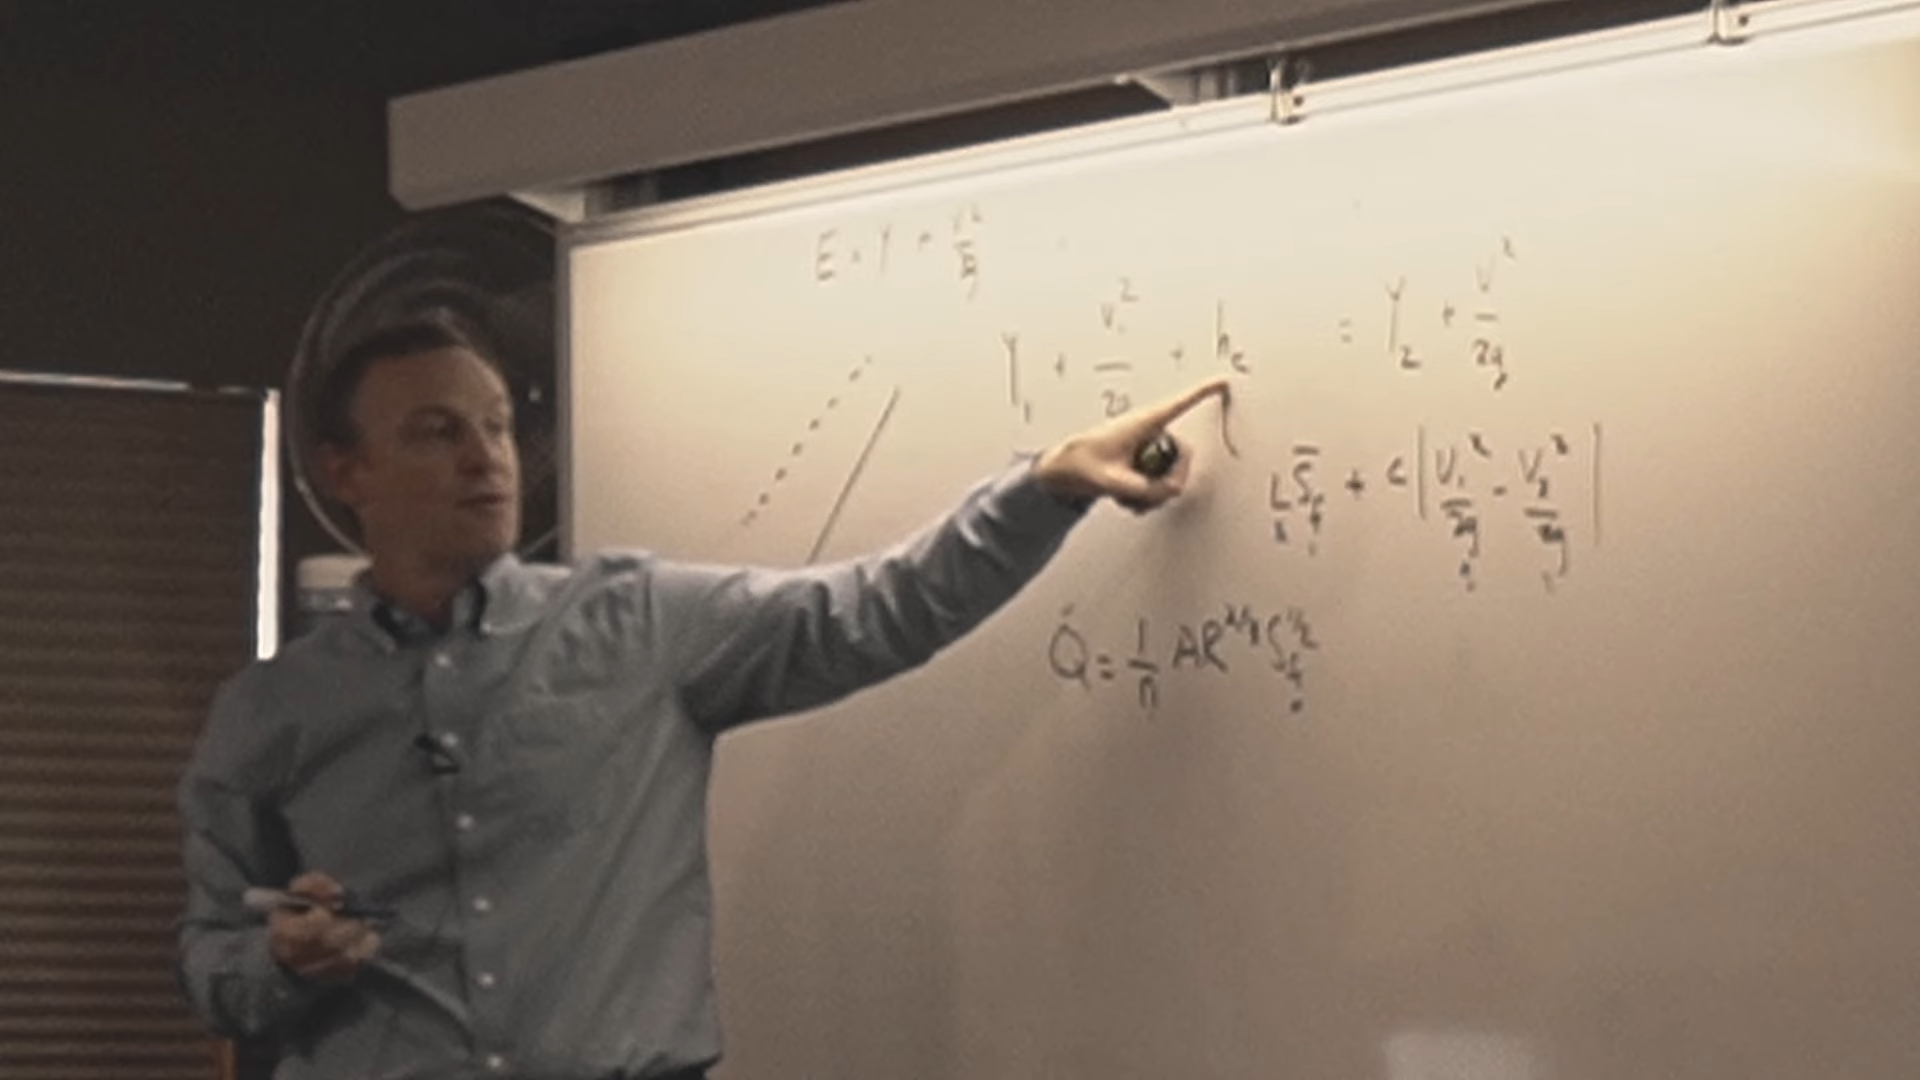 E = Y + V²/2g
Y₁ + V₁²/2g + hₑ = Y₂ + V²/2g
L S̄f + C |V₁²/2g - V₂²/2g|
Q = 1/n AR^2/3 Sf^1/2